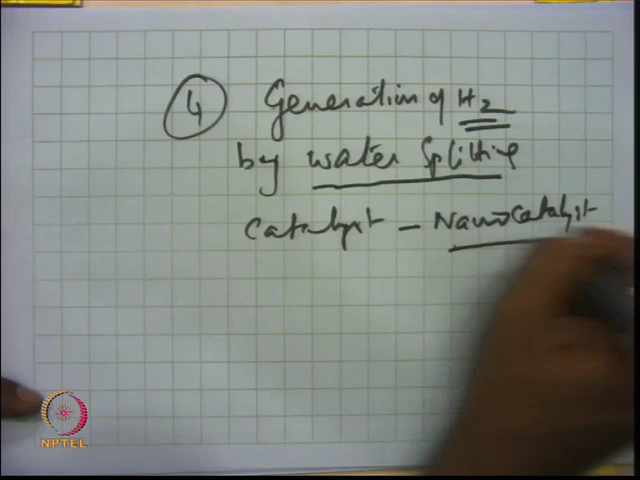 4 Generation of H2
by water splitting
catalyst - Nanocatalyst
NPTEL